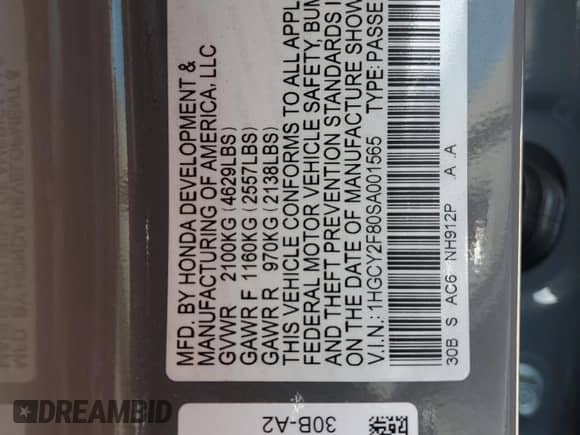 MFD. BY HONDA DEVELOPMENT &
MANUFACTURING OF AMERICA, LLC
GVWR 2100KG (4629LBS)
GAWR F 1160KG (2557LBS)
GAWR R 970KG (2138LBS)
THIS VEHICLE CONFORMS TO ALL APPL
FEDERAL MOTOR VEHICLE SAFETY, BUM
AND THEFT PREVENTION STANDARDS I
ON THE DATE OF MANUFACTURE SHOW
V.I.N.: 1HGCY2F80SA001565 TYPE: PASSE
30B S AC6 NH912P A A
30B-A2
DREAMBID